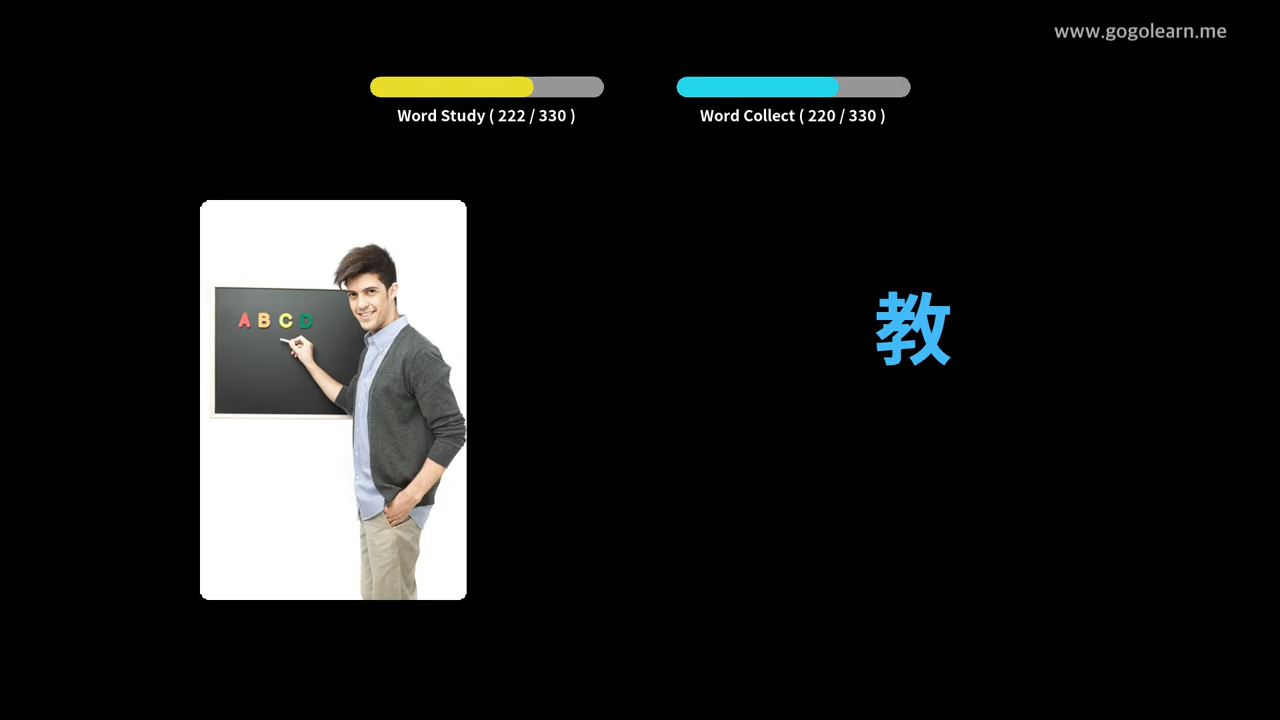 www.gogolearn.me
Word Study ( 222 / 330 )
Word Collect ( 220 / 330 )
A B C D
教